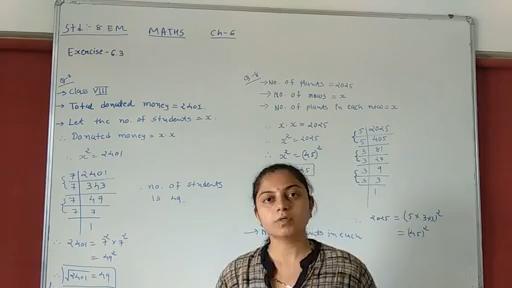 Std :- 8 EM MATHS Ch-6
Exercise - 6.3
→ Class VIII
→ Total donated money = 2401
→ Let the no. of students = x
∴ Donated money = x·x
∴ x² = 2401
7 | 2401
7 | 343
7 | 49
7 | 7
1
∴ no. of students
is 49.
∴ 2401 = 7² × 7²
= 49²
∴ √2401 = 49
→ No. of plants = 2025
→ No. of rows = x
→ No. of plants in each row = x
∴ x·x = 2025
∴ x² = 2025
∴ x² = (45)²
45
in each
5 | 2025
5 | 405
3 | 81
3 | 27
3 | 9
3 | 3
1
∴ 2025 = (5×3×3)²
= (45)²